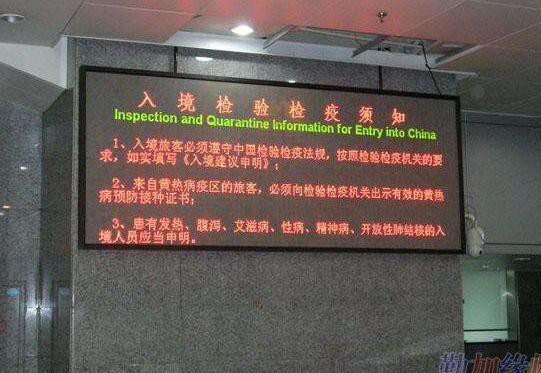 入境检验检疫须知
Inspection and Quarantine Information for Entry into China
1、入境旅客必须遵守中国检验检疫法规，按照检验检疫机关的要
求，如实填写《入境建议申明》；
2、来自黄热病疫区的旅客，必须向检验检疫机关出示有效的黄热
病预防接种证书；
3、患有发热、腹泻、艾滋病、性病、精神病、开放性肺结核的入
境人员应当申明。
勒加缘